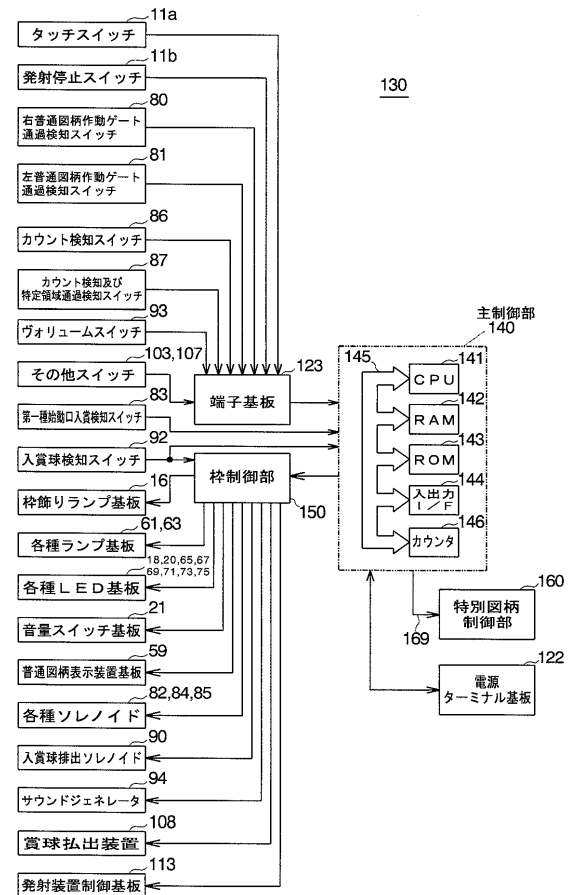 11a
タッチスイッチ
11b
発射停止スイッチ
130
80
右普通図柄作動ゲート
通過検知スイッチ
81
左普通図柄作動ゲート
通過検知スイッチ
86
カウント検知スイッチ
87
カウント検知及び
特定領域通過検知スイッチ
93
ヴォリュームスイッチ
103,107
その他スイッチ
123
端子基板
83
第一種始動口入賞検知スイッチ
92
入賞球検知スイッチ
枠制御部
150
主制御部
140
145
141
CPU
142
RAM
143
ROM
144
入出力
I/F
146
カウンタ
16
枠飾りランプ基板
61,63
各種ランプ基板
18,20,65,67
69,71,73,75
各種LED基板
21
音量スイッチ基板
59
普通図柄表示装置基板
82,84,85
各種ソレノイド
90
入賞球排出ソレノイド
94
サウンドジェネレータ
108
賞球払出装置
113
発射装置制御基板
160
特別図柄
制御部
169
122
電源
ターミナル基板